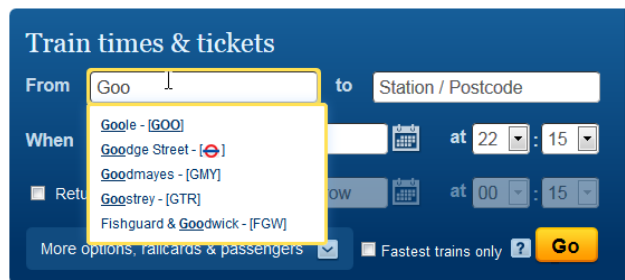 Train times & tickets
From Goo to Station / Postcode
Goole - [GOO]
When at 22 : 15
Goodge Street - [ ]
Goodmayes - [GMY]
Retu row at 00 : 15
Goostrey - [GTR]
Fishguard & Goodwick - [FGW]
More options, railcards & passengers Fastest trains only ? Go